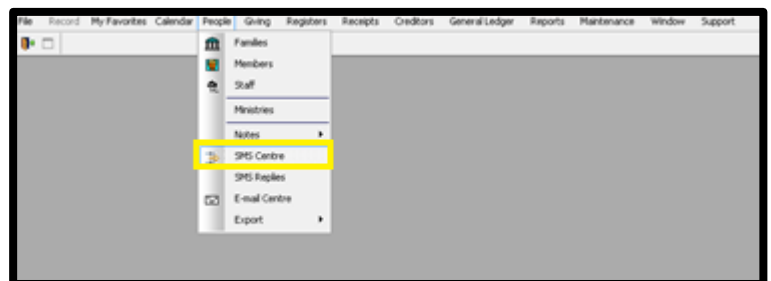 File Record My Favorites Calendar People Giving Registers Receipts Creditors General Ledger Reports Maintenance Window Support
Families
Members
Staff
Ministries
Notes
SMS Centre
SMS Replies
E-mail Centre
Export